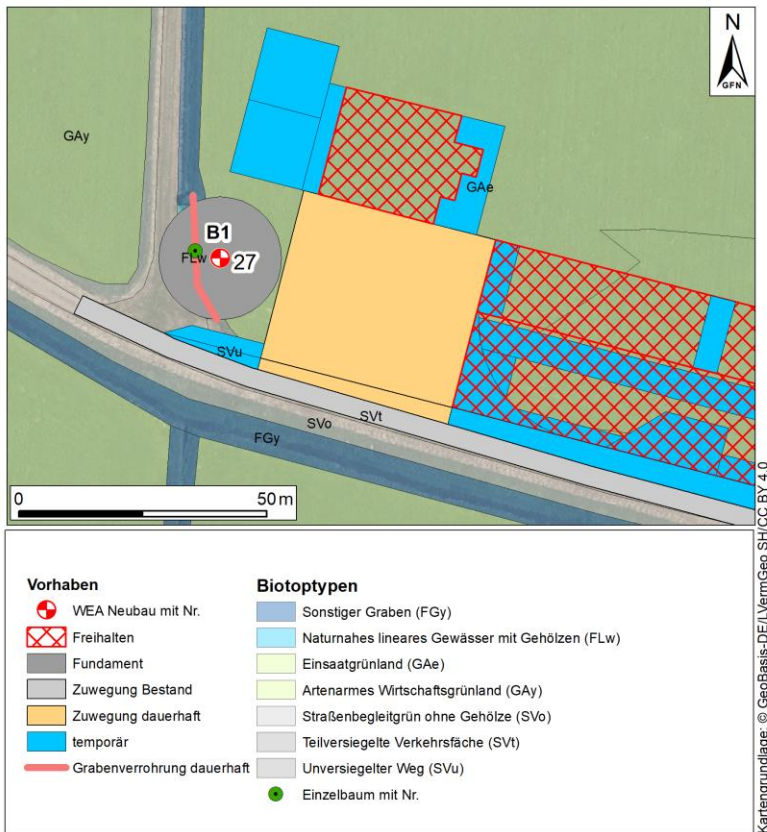 N
GFN
GAy
GAe
B1
FLw
27
SVu
SVt
SVo
FGy
0 50 m
Vorhaben
WEA Neubau mit Nr.
Freihalten
Fundament
Zuwegung Bestand
Zuwegung dauerhaft
temporär
Grabenverrohrung dauerhaft
Biotoptypen
Sonstiger Graben (FGy)
Naturnahes lineares Gewässer mit Gehölzen (FLw)
Einsaatgrünland (GAe)
Artenarmes Wirtschaftsgrünland (GAy)
Straßenbegleitgrün ohne Gehölze (SVo)
Teilversiegelte Verkehrsfäche (SVt)
Unversiegelter Weg (SVu)
Einzelbaum mit Nr.
Kartengrundlage: © GeoBasis-DE/LVermGeo SH/CC BY 4.0